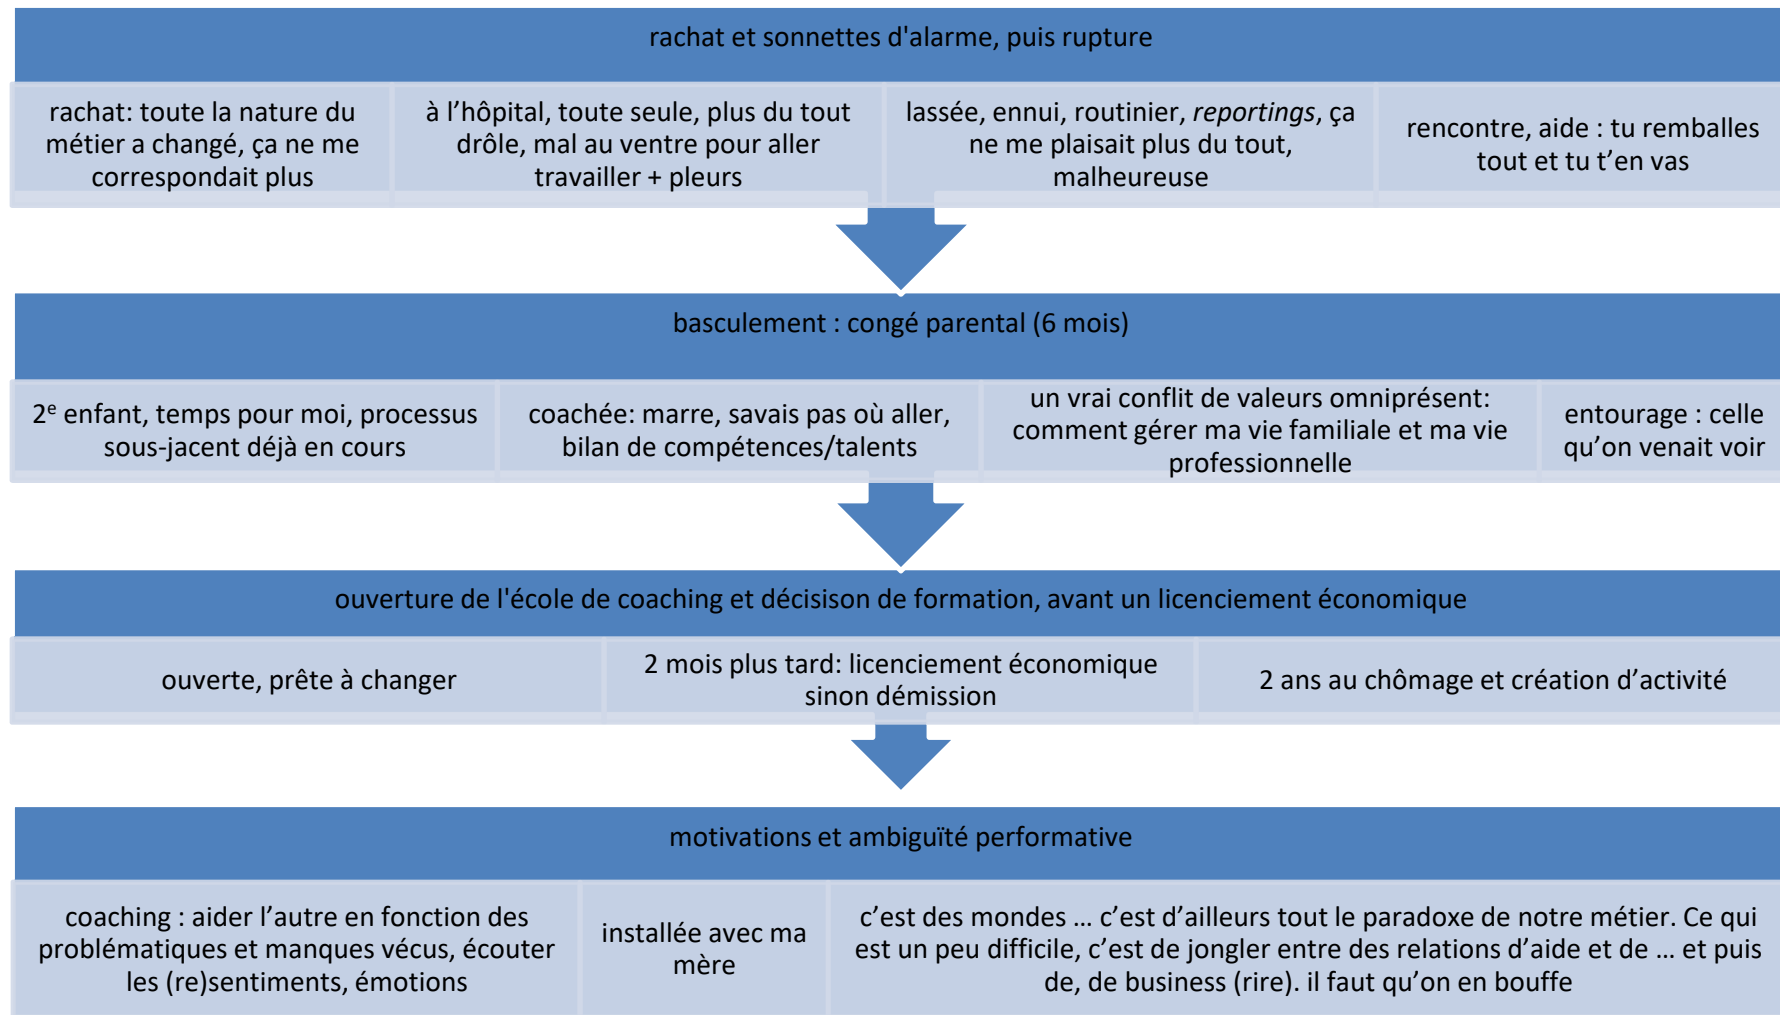 rachat et sonnettes d'alarme, puis rupture
rachat: toute la nature du
métier a changé, ça ne me
correspondait plus
à l’hôpital, toute seule, plus du tout
drôle, mal au ventre pour aller
travailler + pleurs
lassée, ennui, routinier, reportings, ça
ne me plaisait plus du tout,
malheureuse
rencontre, aide : tu remballes
tout et tu t’en vas
basculement : congé parental (6 mois)
2e enfant, temps pour moi, processus
sous-jacent déjà en cours
coachée: marre, savais pas où aller,
bilan de compétences/talents
un vrai conflit de valeurs omniprésent:
comment gérer ma vie familiale et ma vie
professionnelle
entourage : celle
qu’on venait voir
ouverture de l'école de coaching et décisison de formation, avant un licenciement économique
ouverte, prête à changer
2 mois plus tard: licenciement économique
sinon démission
2 ans au chômage et création d’activité
motivations et ambiguïté performative
coaching : aider l’autre en fonction des
problématiques et manques vécus, écouter
les (re)sentiments, émotions
installée avec ma
mère
c’est des mondes … c’est d’ailleurs tout le paradoxe de notre métier. Ce qui
est un peu difficile, c’est de jongler entre des relations d’aide et de … et puis
de, de business (rire). il faut qu’on en bouffe